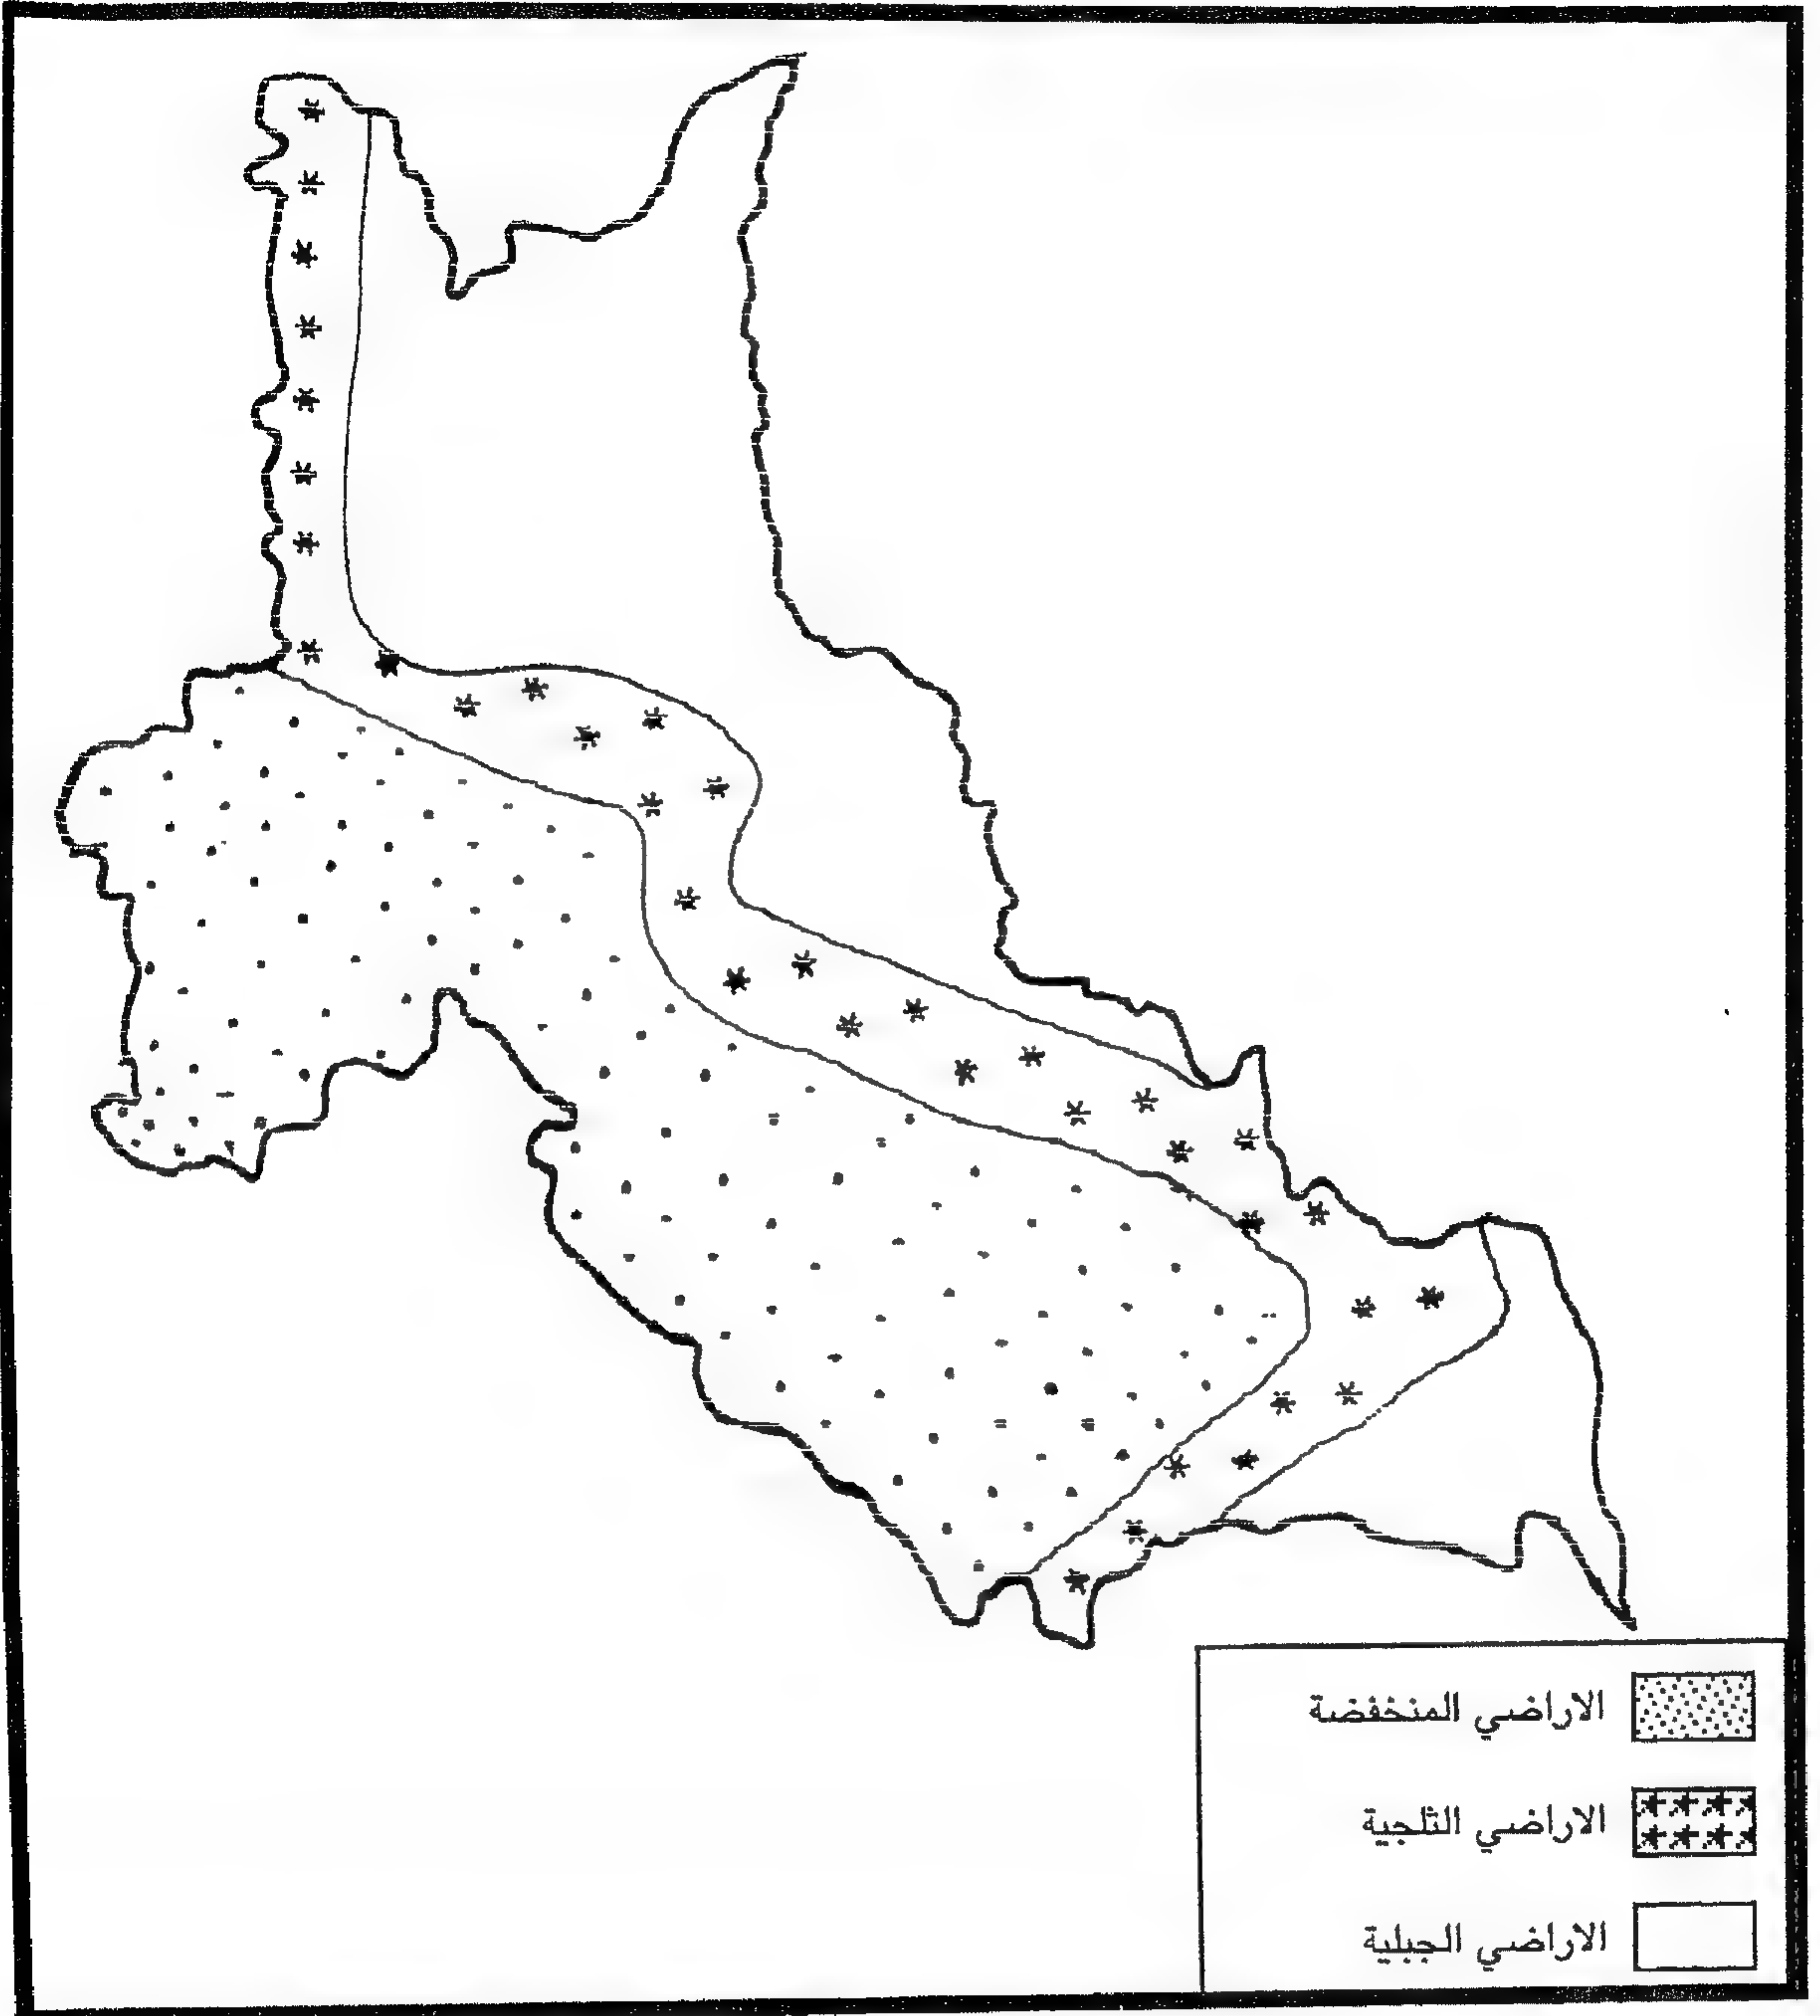 الاراضي المنخفضة
الاراضي الثلجية
الاراضي الجبلية